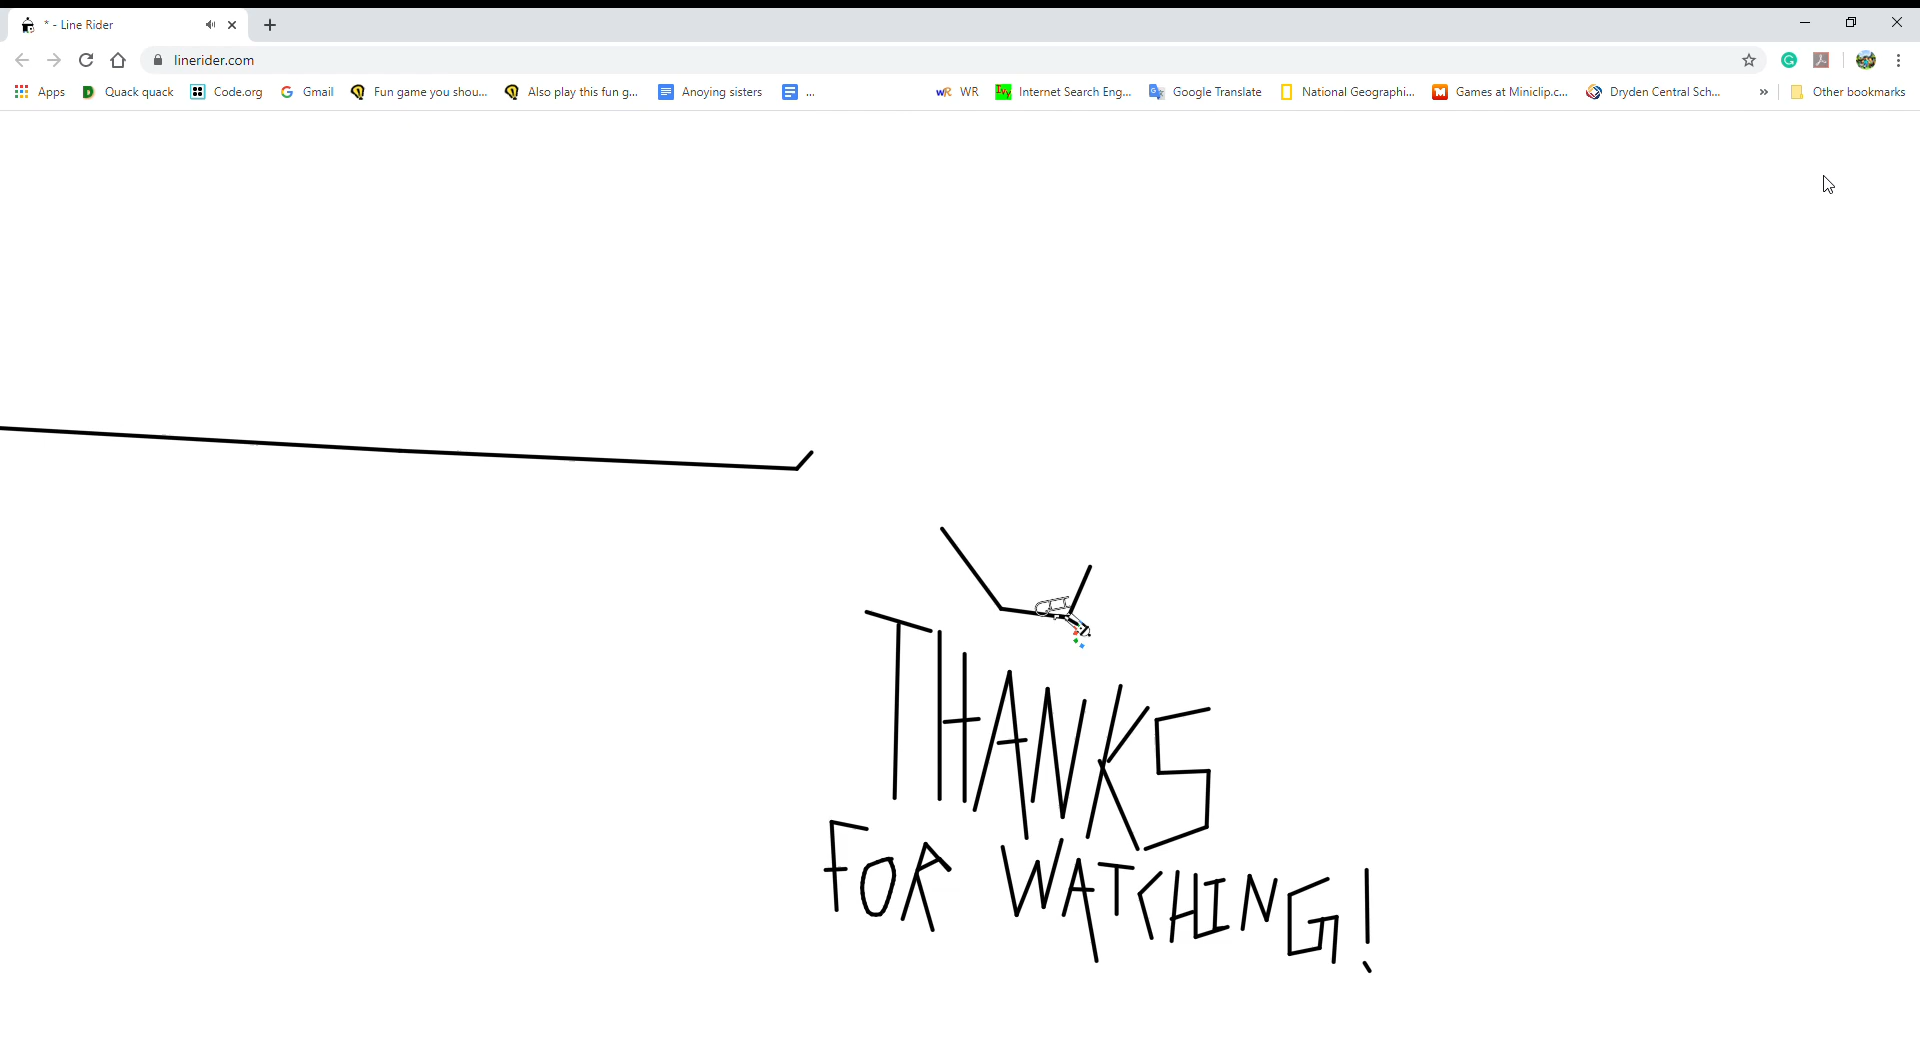 * - Line Rider
linerider.com
Apps Quack quack Code.org Gmail Fun game you shou... Also play this fun g... Anoying sisters ... WR Internet Search Eng... Google Translate National Geographi... Games at Miniclip.c... Dryden Central Sch... » Other bookmarks
THANKS
FOR WATCHING!